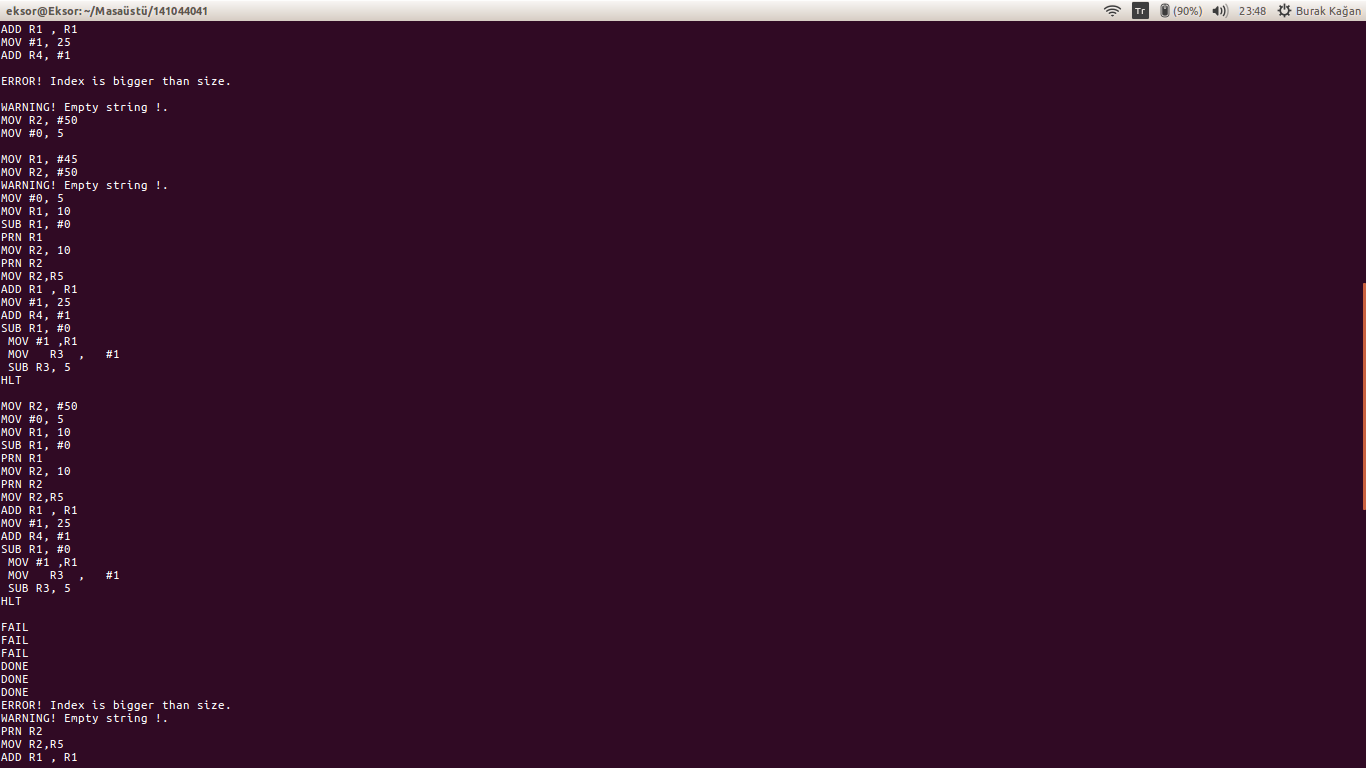 eksor@Eksor: ~/Masaüstü/141044041
Tr (90%) 23:48 Burak Kağan
ADD R1 , R1
MOV #1, 25
ADD R4, #1
ERROR! Index is bigger than size.
WARNING! Empty string !.
MOV R2, #50
MOV #0, 5
MOV R1, #45
MOV R2, #50
WARNING! Empty string !.
MOV #0, 5
MOV R1, 10
SUB R1, #0
PRN R1
MOV R2, 10
PRN R2
MOV R2,R5
ADD R1 , R1
MOV #1, 25
ADD R4, #1
SUB R1, #0
 MOV #1 ,R1
 MOV   R3  ,   #1
 SUB R3, 5
HLT
MOV R2, #50
MOV #0, 5
MOV R1, 10
SUB R1, #0
PRN R1
MOV R2, 10
PRN R2
MOV R2,R5
ADD R1 , R1
MOV #1, 25
ADD R4, #1
SUB R1, #0
 MOV #1 ,R1
 MOV   R3  ,   #1
 SUB R3, 5
HLT
FAIL
FAIL
FAIL
DONE
DONE
DONE
ERROR! Index is bigger than size.
WARNING! Empty string !.
PRN R2
MOV R2,R5
ADD R1 , R1